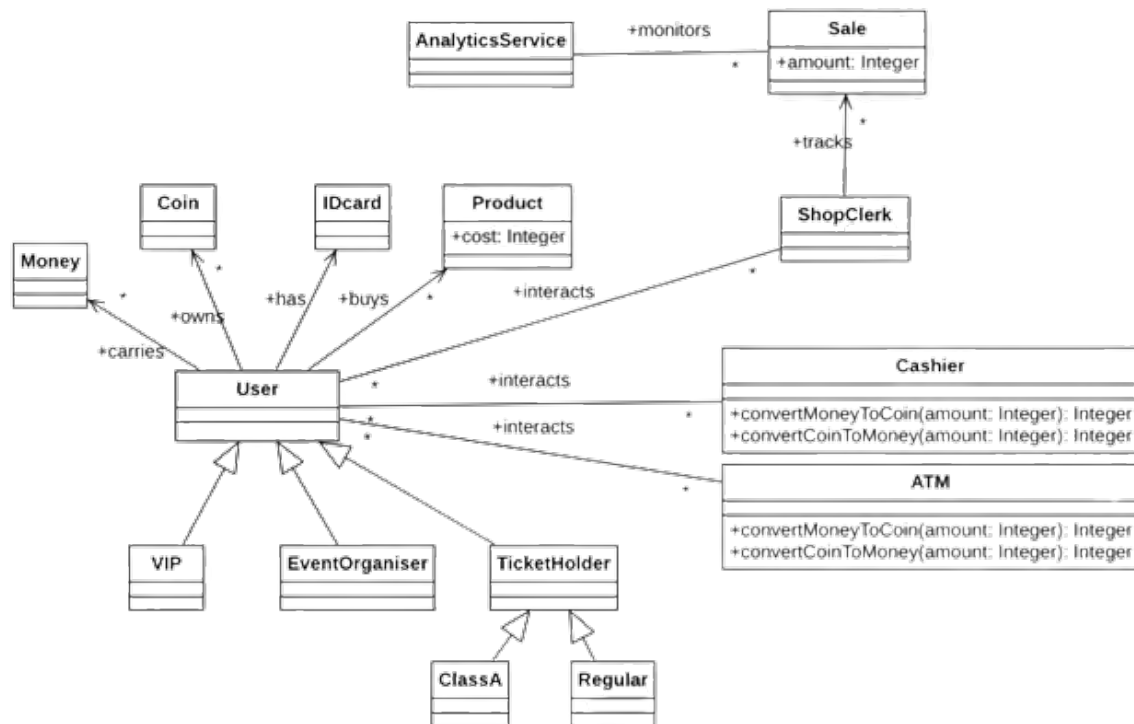 AnalyticsService
+monitors
*
Sale
+amount: Integer
*
+tracks
ShopClerk
*
Coin
*
IDcard
Product
+cost: Integer
*
Money
*
+owns
+has
+buys
+interacts
+carries
User
*
+interacts
*
*
*
+interacts
*
Cashier
+convertMoneyToCoin(amount: Integer): Integer
+convertCoinToMoney(amount: Integer): Integer
ATM
+convertMoneyToCoin(amount: Integer): Integer
+convertCoinToMoney(amount: Integer): Integer
VIP
EventOrganiser
TicketHolder
ClassA
Regular